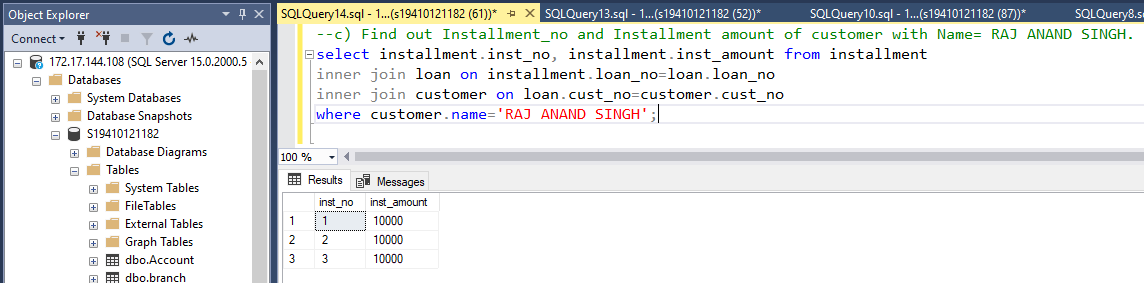 Object Explorer
Connect
172.17.144.108 (SQL Server 15.0.2000.5
Databases
System Databases
Database Snapshots
S19410121182
Database Diagrams
Tables
System Tables
FileTables
External Tables
Graph Tables
dbo.Account
dbo.branch
SQLQuery14.sql - 1...(s19410121182 (61))*
SQLQuery13.sql - 1...(s19410121182 (52))*
SQLQuery10.sql - 1...(s19410121182 (87))*
SQLQuery8.s
--c) Find out Installment_no and Installment amount of customer with Name= RAJ ANAND SINGH.
select installment.inst_no, installment.inst_amount from installment
inner join loan on installment.loan_no=loan.loan_no
inner join customer on loan.cust_no=customer.cust_no
where customer.name='RAJ ANAND SINGH';
100 %
Results
Messages
inst_no inst_amount
1 1 10000
2 2 10000
3 3 10000